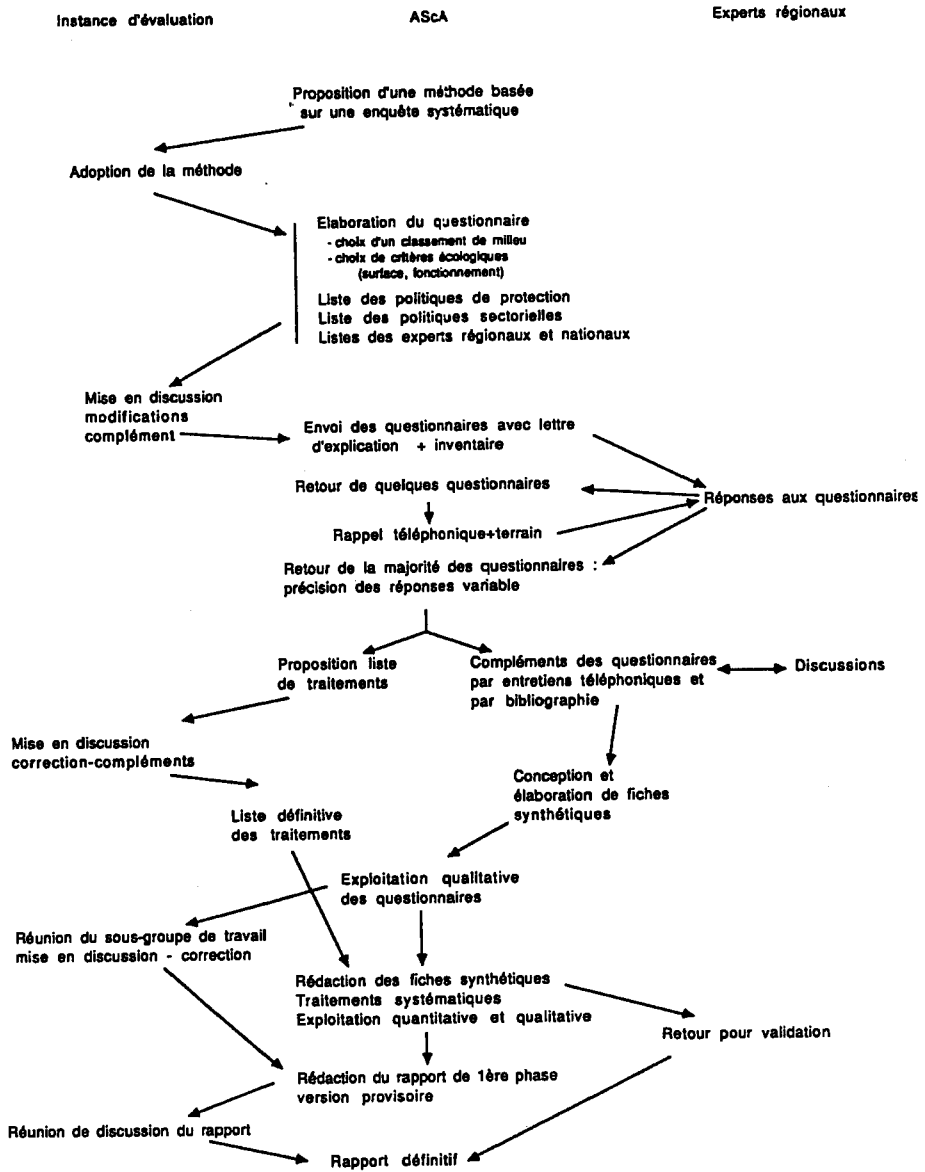 Instance d'évaluation
AScA
Experts régionaux
Proposition d'une méthode basée
sur une enquête systématique
Adoption de la méthode
Elaboration du questionnaire
- choix d'un classement de milieu
- choix de critères écologiques
(surface, fonctionnement)
Liste des politiques de protection
Liste des politiques sectorielles
Listes des experts régionaux et nationaux
Mise en discussion
modifications
complément
Envoi des questionnaires avec lettre
d'explication + inventaire
Retour de quelques questionnaires
Réponses aux questionnaires
Rappel téléphonique+terrain
Retour de la majorité des questionnaires :
précision des réponses variable
Proposition liste
de traitements
Compléments des questionnaires
par entretiens téléphoniques et
par bibliographie
Discussions
Mise en discussion
correction-compléments
Conception et
élaboration de fiches
synthétiques
Liste définitive
des traitements
Exploitation qualitative
des questionnaires
Réunion du sous-groupe de travail
mise en discussion - correction
Rédaction des fiches synthétiques
Traitements systématiques
Exploitation quantitative et qualitative
Retour pour validation
Rédaction du rapport de 1ère phase
version provisoire
Réunion de discussion du rapport
Rapport définitif